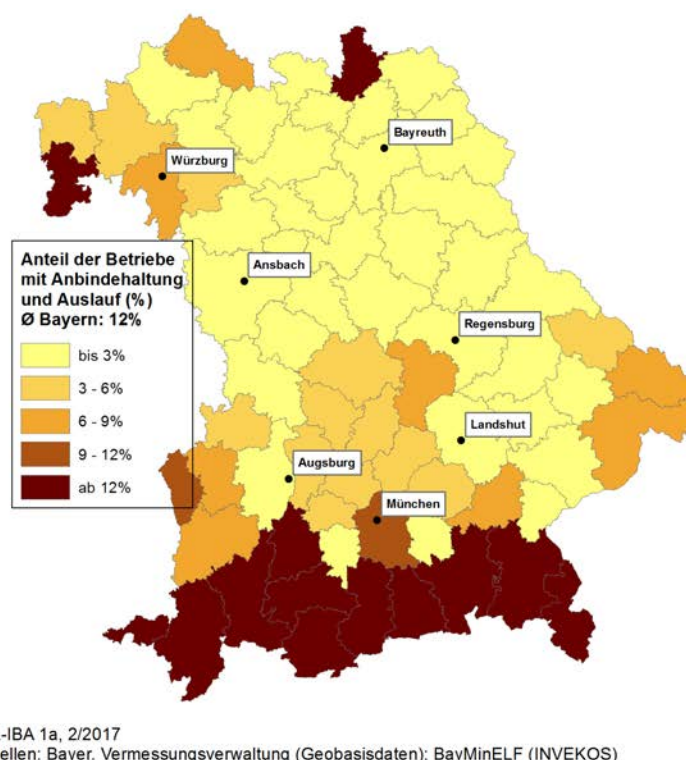 Bayreuth
Würzburg
Anteil der Betriebe
mit Anbindehaltung
und Auslauf (%)
Ø Bayern: 12%
bis 3%
3 - 6%
6 - 9%
9 - 12%
ab 12%
Ansbach
Regensburg
Landshut
Augsburg
München
-IBA 1a, 2/2017
ellen: Bayer. Vermessungsverwaltung (Geobasisdaten); BayMinELF (INVEKOS)